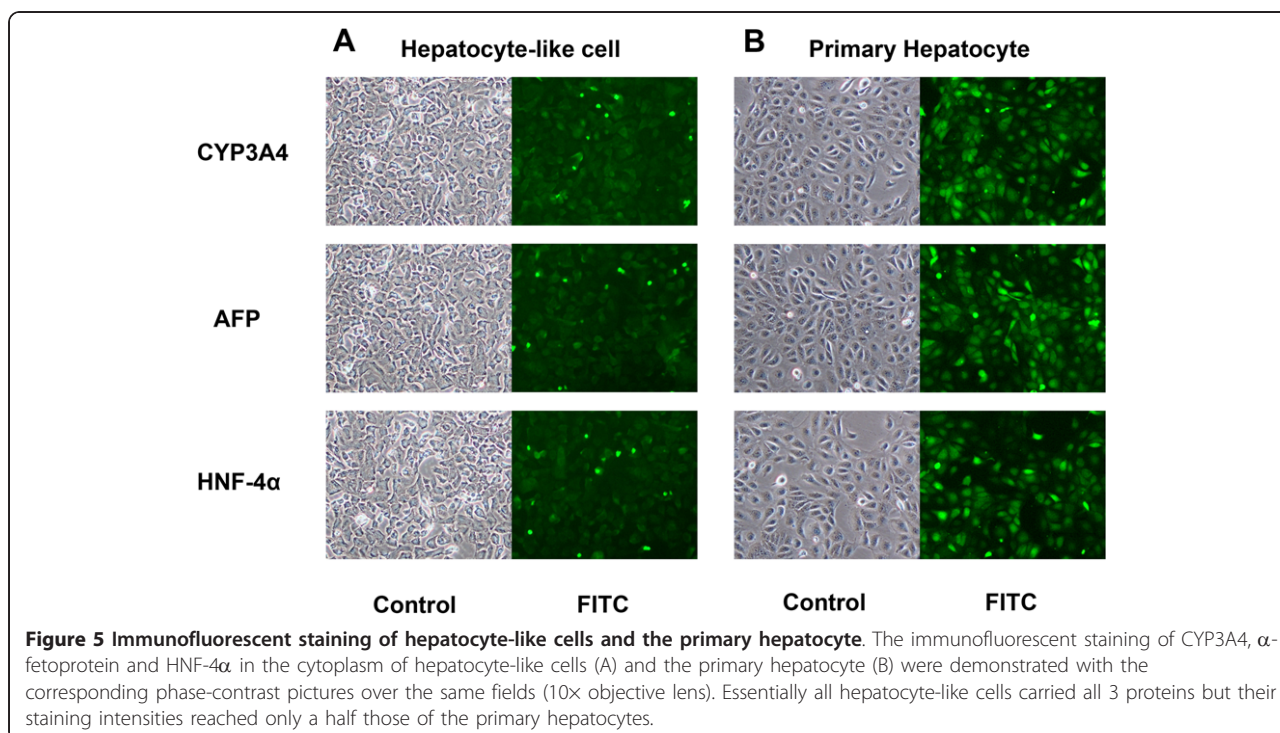 A Hepatocyte-like cell B Primary Hepatocyte
CYP3A4
AFP
HNF-4α
Control FITC Control FITC
Figure 5 Immunofluorescent staining of hepatocyte-like cells and the primary hepatocyte. The immunofluorescent staining of CYP3A4, α-
fetoprotein and HNF-4α in the cytoplasm of hepatocyte-like cells (A) and the primary hepatocyte (B) were demonstrated with the
corresponding phase-contrast pictures over the same fields (10× objective lens). Essentially all hepatocyte-like cells carried all 3 proteins but their
staining intensities reached only a half those of the primary hepatocytes.